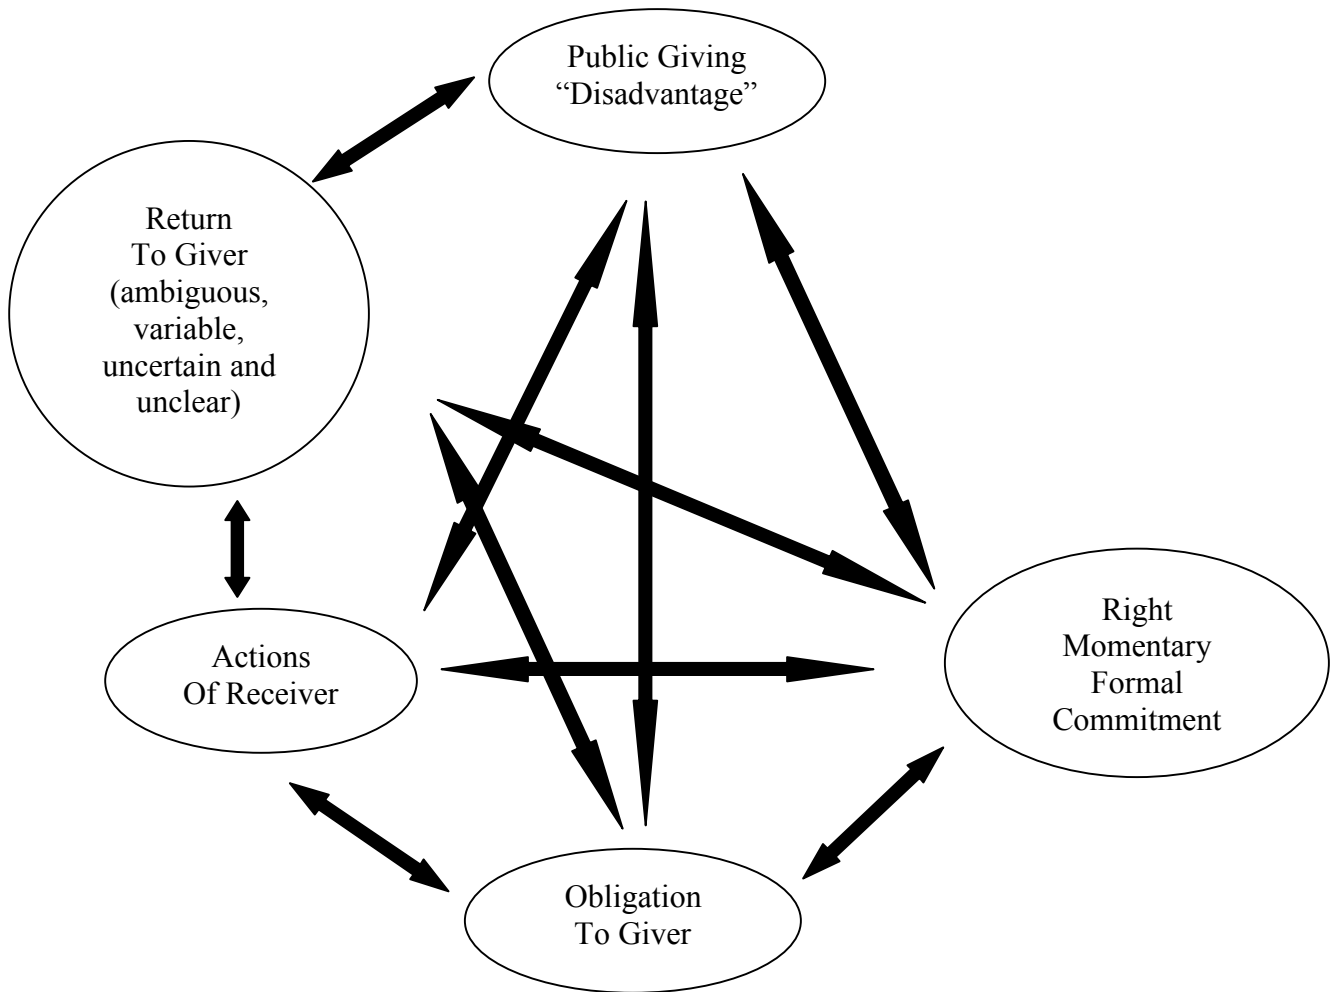 Public Giving
“Disadvantage”
Return
To Giver
(ambiguous,
variable,
uncertain and
unclear)
Actions
Of Receiver
Right
Momentary
Formal
Commitment
Obligation
To Giver